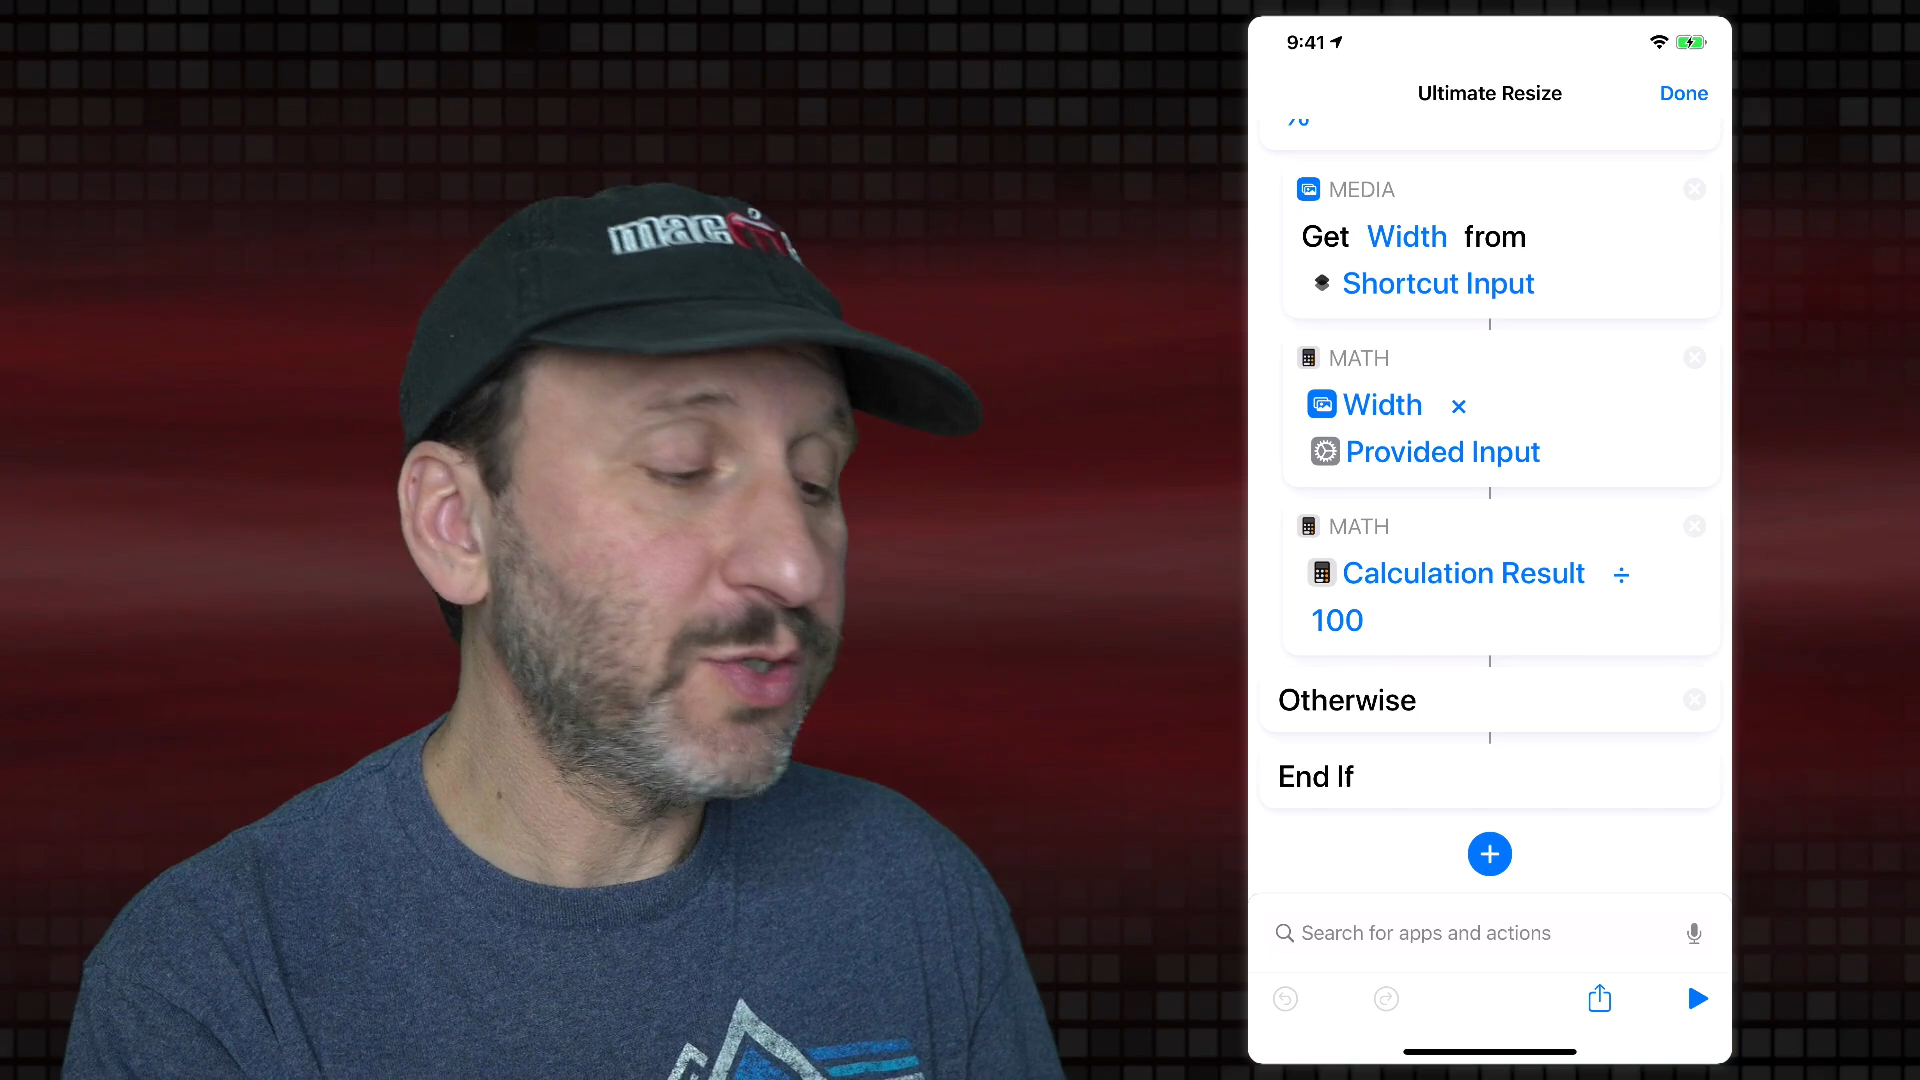 mac
9:41
Ultimate Resize
Done
%
MEDIA
Get Width from
Shortcut Input
MATH
Width ×
Provided Input
MATH
Calculation Result ÷
100
Otherwise
End If
Search for apps and actions